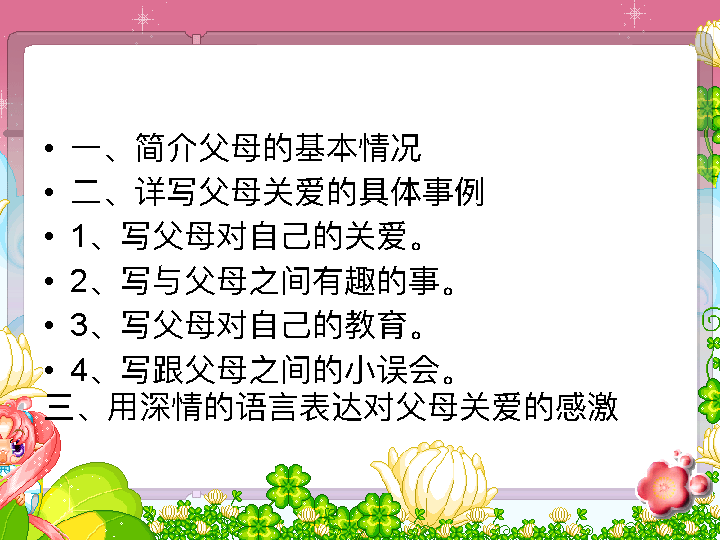 • 一、简介父母的基本情况
• 二、详写父母关爱的具体事例
• 1、写父母对自己的关爱。
• 2、写与父母之间有趣的事。
• 3、写父母对自己的教育。
• 4、写跟父母之间的小误会。
三、用深情的语言表达对父母关爱的感激